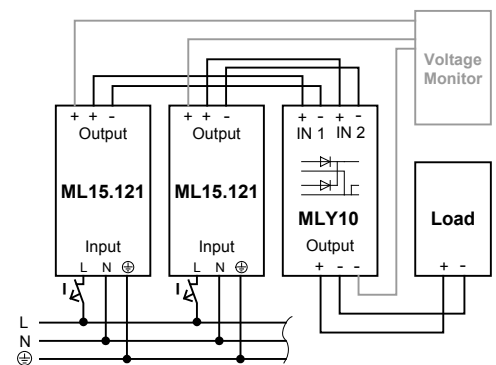 Voltage
Monitor
+ + -
Output
ML15.121
Input
L N ⏚
I
+ + -
Output
ML15.121
Input
L N ⏚
I
+ - + -
IN 1 IN 2
MLY10
Output
+ - -
Load
+ -
L
N
⏚